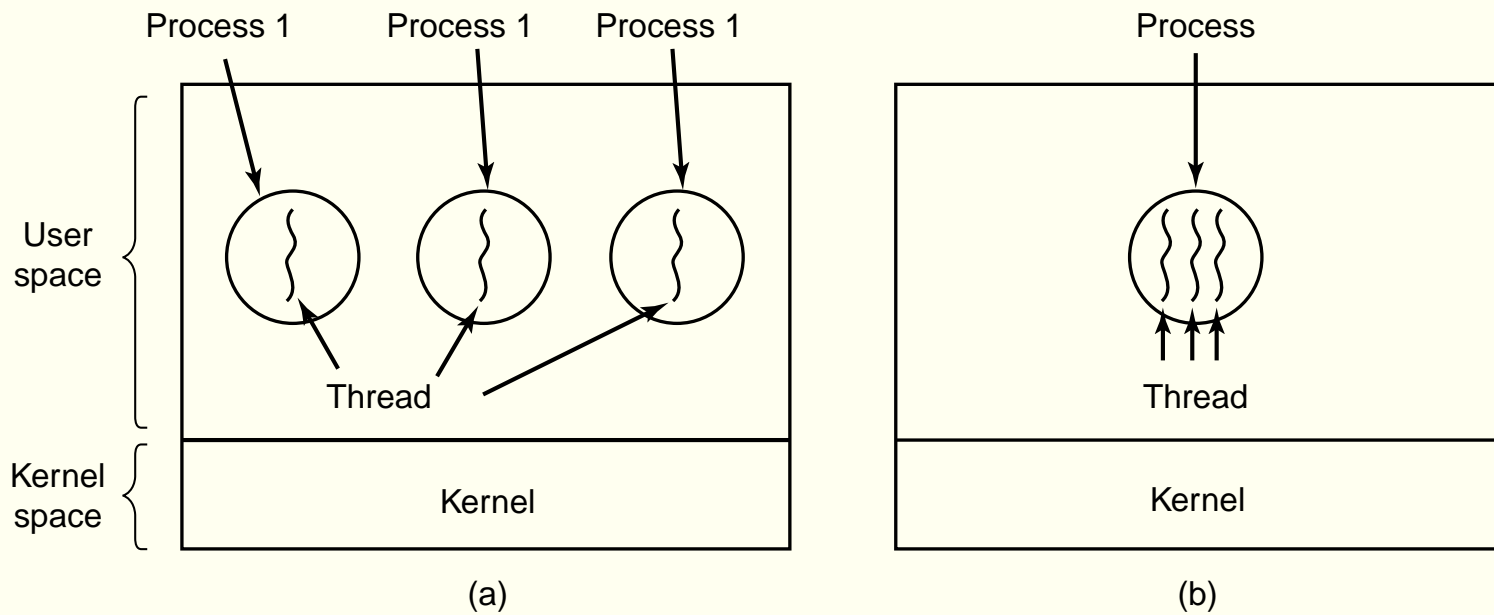 Process 1
Process 1
Process 1
Process
User
space
Thread
Thread
Kernel
space
Kernel
Kernel
(a)
(b)